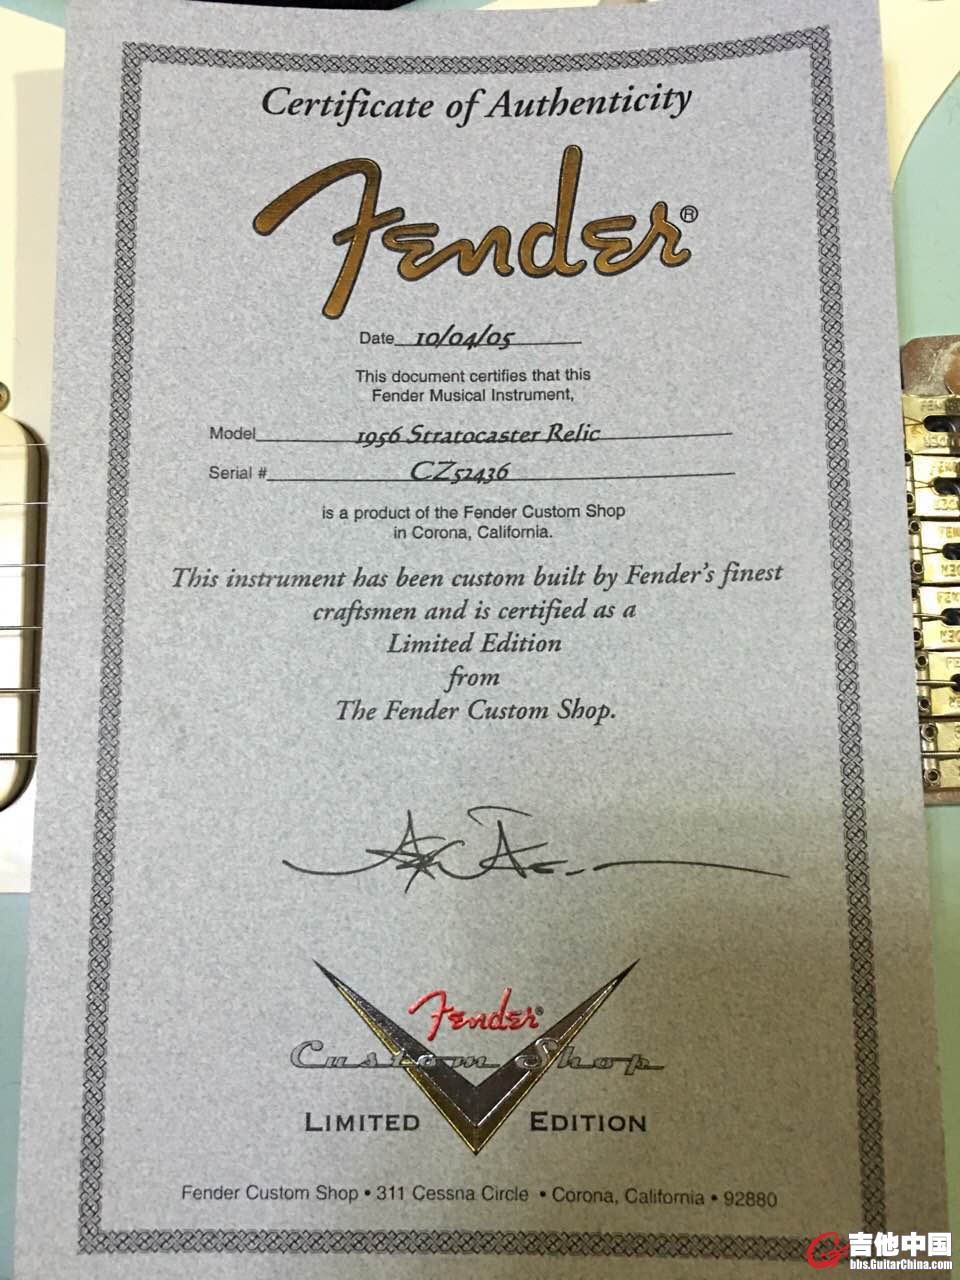 Certificate of Authenticity
Fender®
Date 10/04/05
This document certifies that this
Fender Musical Instrument,
Model 1956 Stratocaster Relic
Serial # CZ52436
is a product of the Fender Custom Shop
in Corona, California.
This instrument has been custom built by Fender's finest
craftsmen and is certified as a
Limited Edition
from
The Fender Custom Shop.
Fender®
Custom Shop
LIMITED EDITION
Fender Custom Shop • 311 Cessna Circle • Corona, California • 92880
吉他中国
bbs.GuitarChina.com